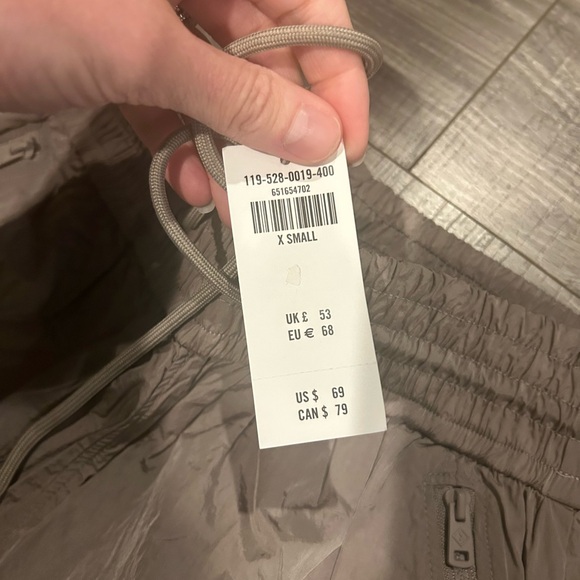 119-528-0019-400
651654702
X SMALL
UK £ 53
EU € 68
US $ 69
CAN $ 79